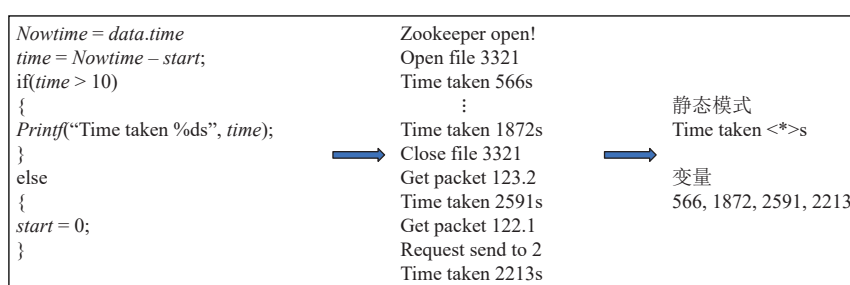 Nowtime = data.time
time = Nowtime – start;
if(time > 10)
{
Printf(“Time taken %ds”, time);
}
else
{
start = 0;
}
Zookeeper open!
Open file 3321
Time taken 566s
⋮
Time taken 1872s
Close file 3321
Get packet 123.2
Time taken 2591s
Get packet 122.1
Request send to 2
Time taken 2213s
静态模式
Time taken <*>s
变量
566, 1872, 2591, 2213